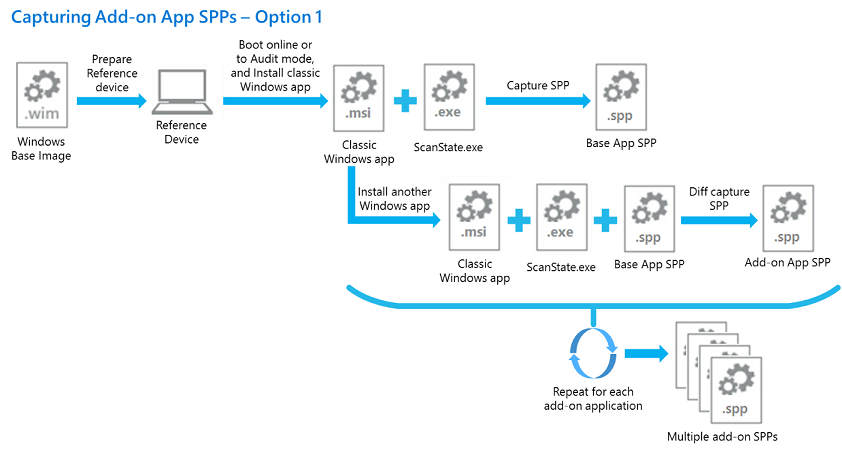 Capturing Add-on App SPPs – Option 1
Prepare
Reference
device
Boot online or
to Audit mode,
and Install classic
Windows app
Capture SPP
.wim
.msi
.exe
.spp
Windows
Base Image
Reference
Device
Classic
Windows app
ScanState.exe
Base App SPP
Install another
Windows app
Diff capture
SPP
.msi
.exe
.spp
.spp
Classic
Windows app
ScanState.exe
Base App SPP
Add-on App SPP
Repeat for each
add-on application
.spp
Multiple add-on SPPs